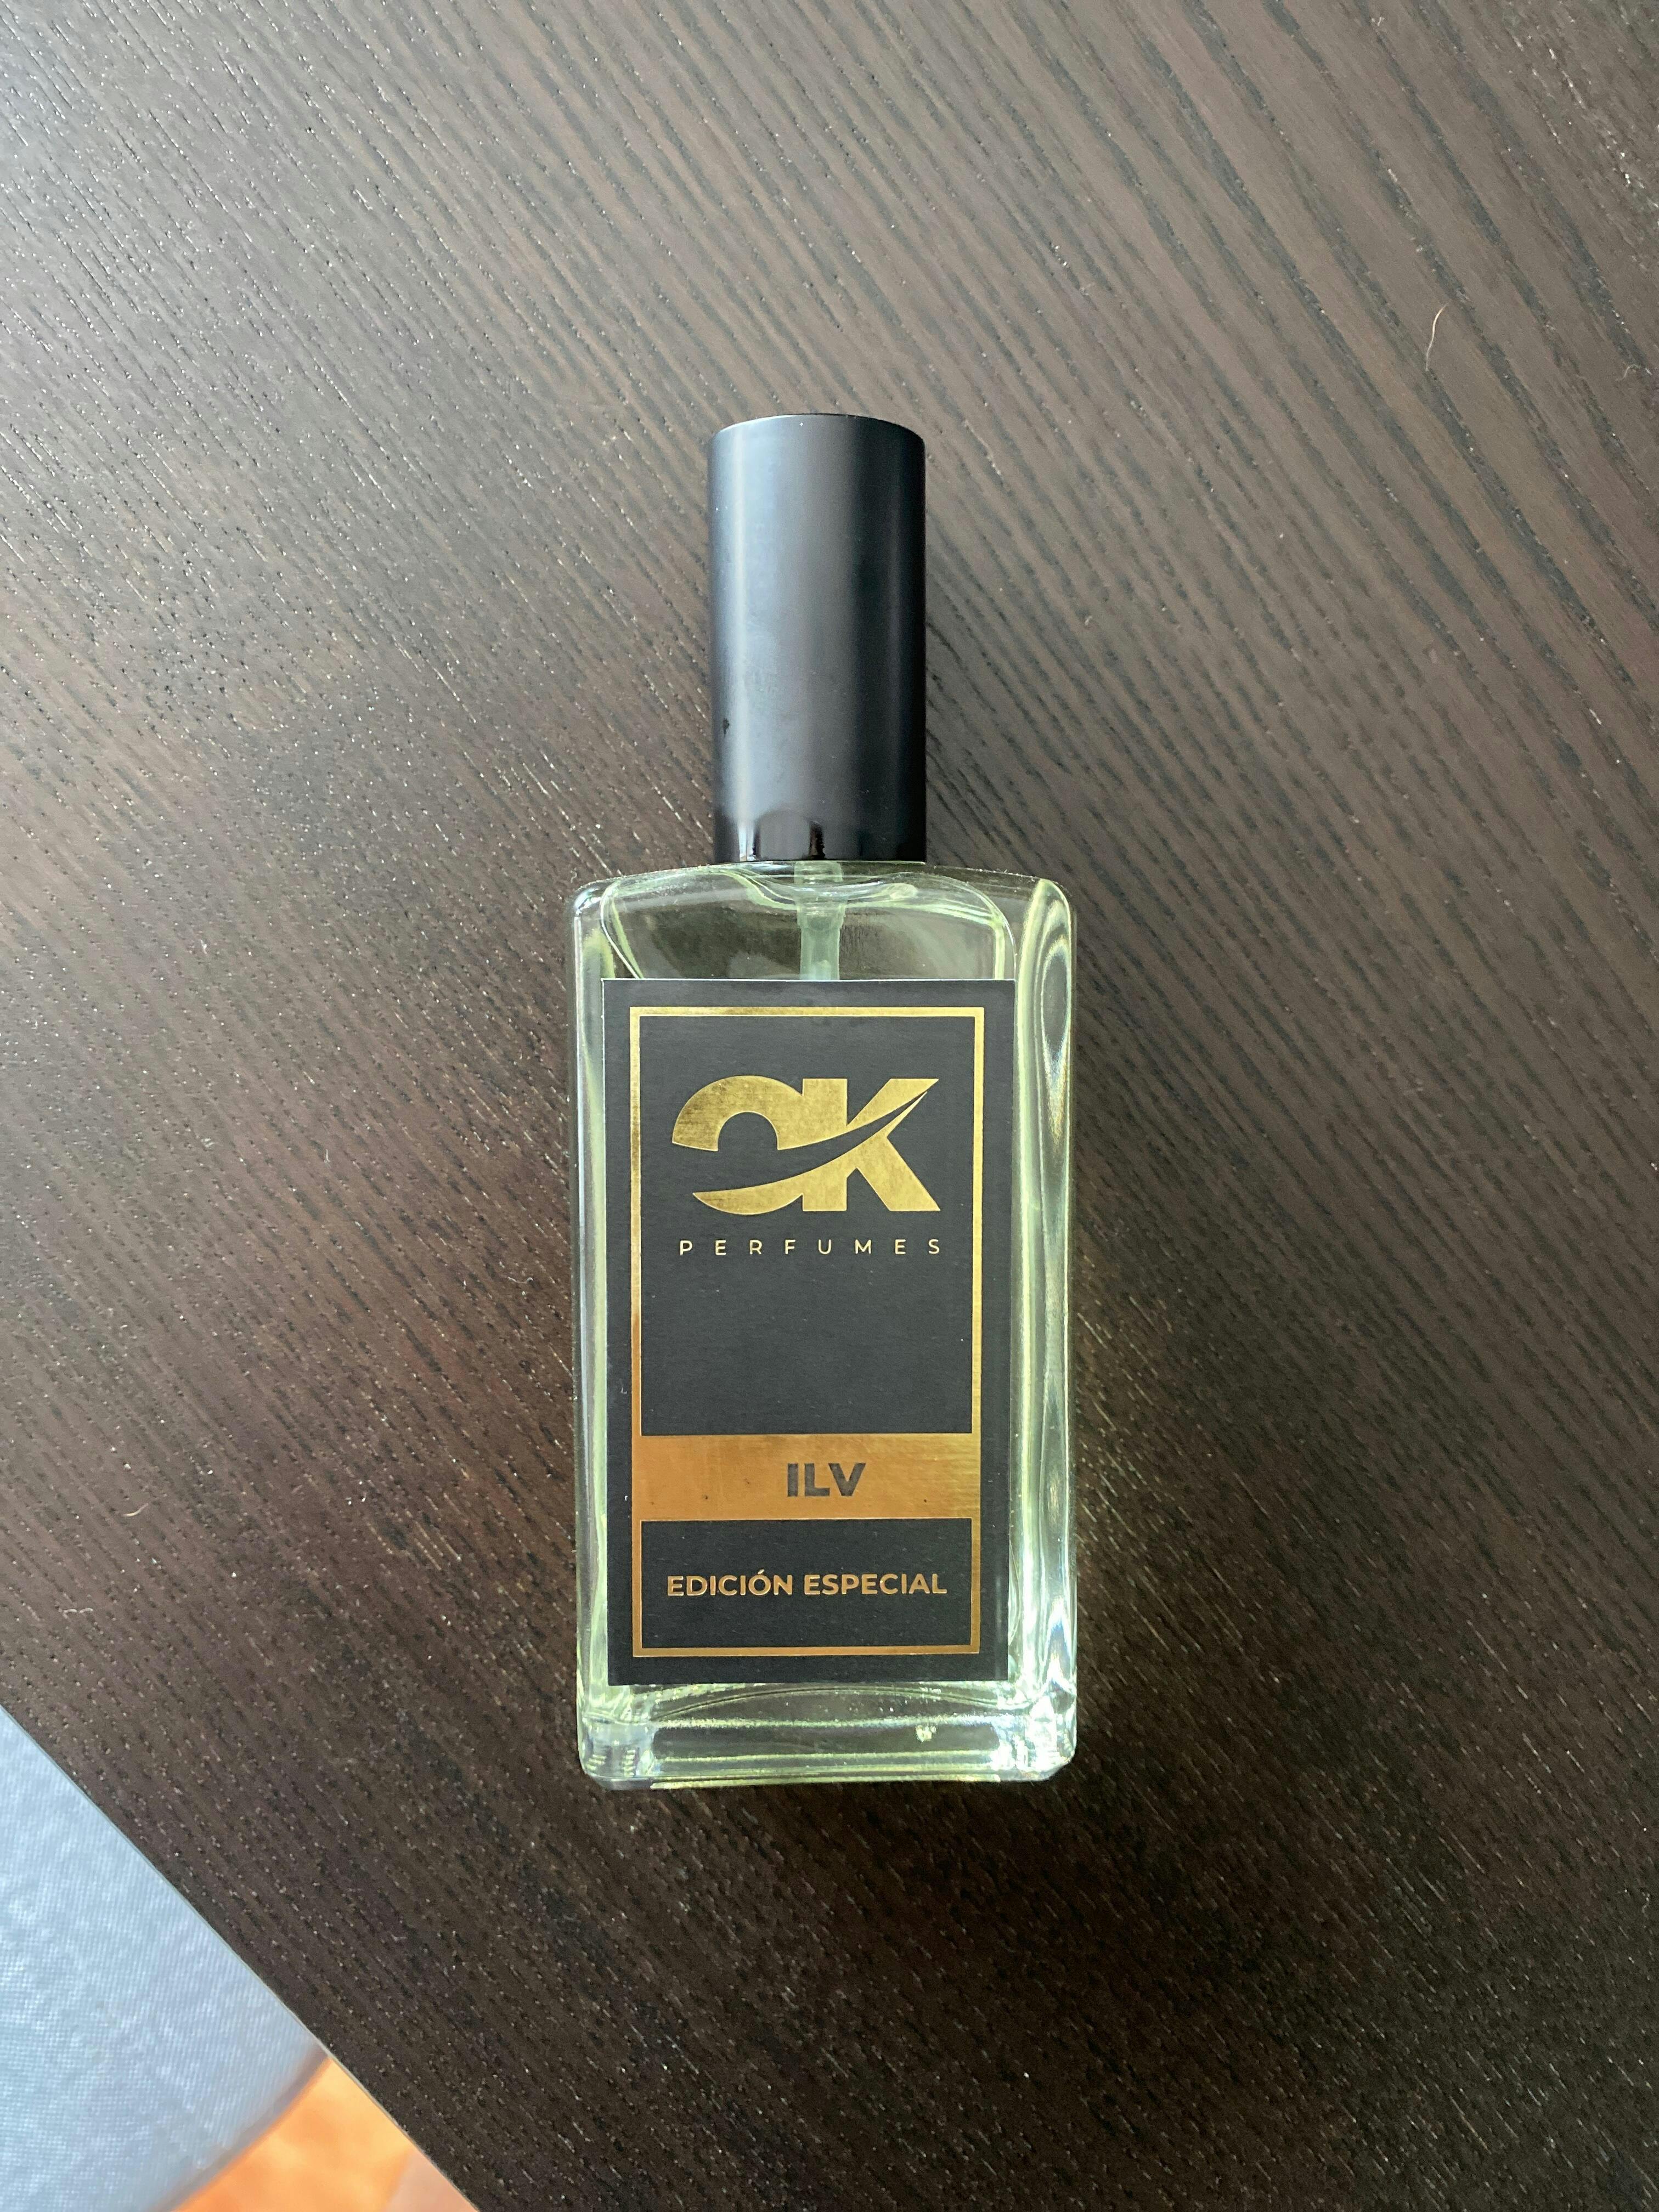 OK
PERFUMES
ILV
EDICIÓN ESPECIAL